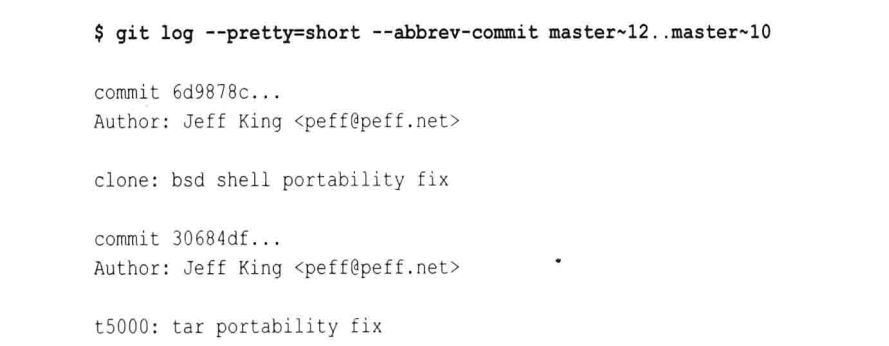 $ git log --pretty=short --abbrev-commit master~12..master~10
commit 6d9878c...
Author: Jeff King <peff@peff.net>
clone: bsd shell portability fix
commit 30684df...
Author: Jeff King <peff@peff.net>
t5000: tar portability fix